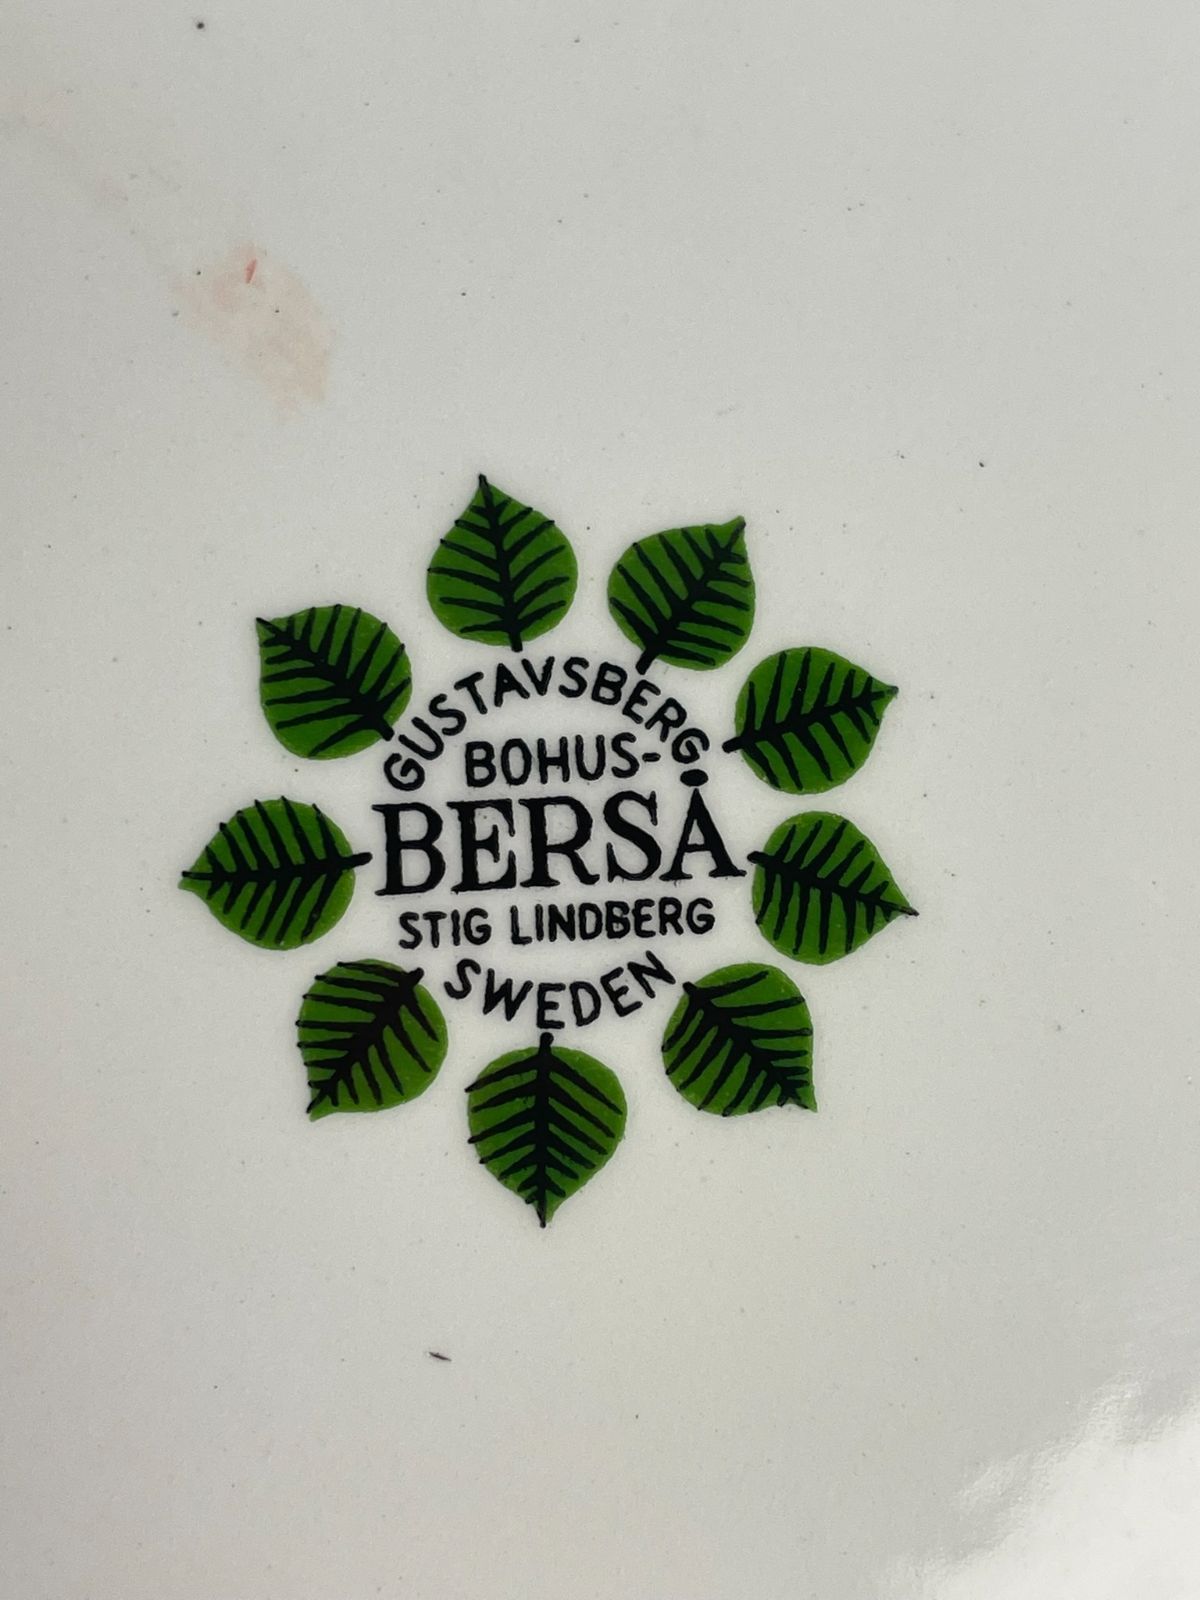 GUSTAVSBERG
BOHUS-
BERSÅ
STIG LINDBERG
SWEDEN